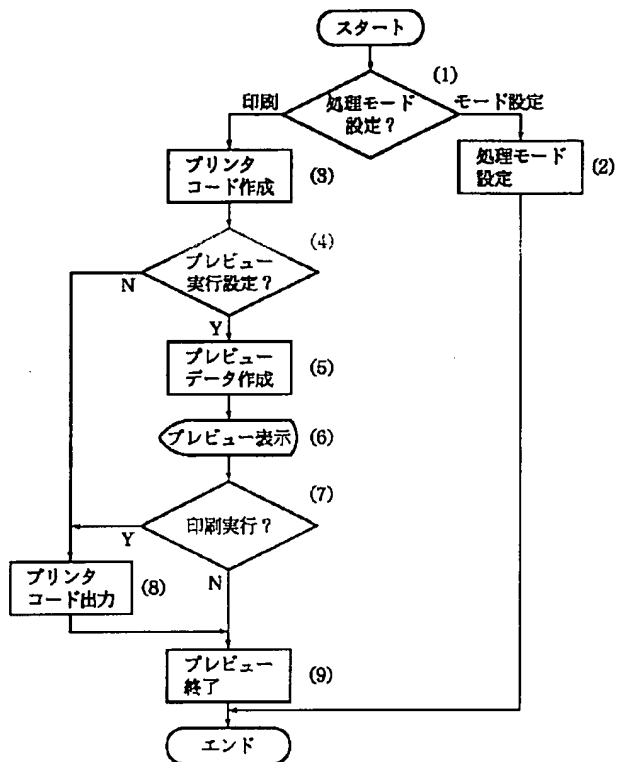 スタート
(1)
印刷
処理モード
設定?
モード設定
処理モード
設定
(2)
プリンタ
コード作成
(3)
(4)
プレビュー
実行設定?
N
Y
プレビュー
データ作成
(5)
プレビュー表示
(6)
(7)
印刷実行?
Y
N
プリンタ
コード出力
(8)
プレビュー
終了
(9)
エンド